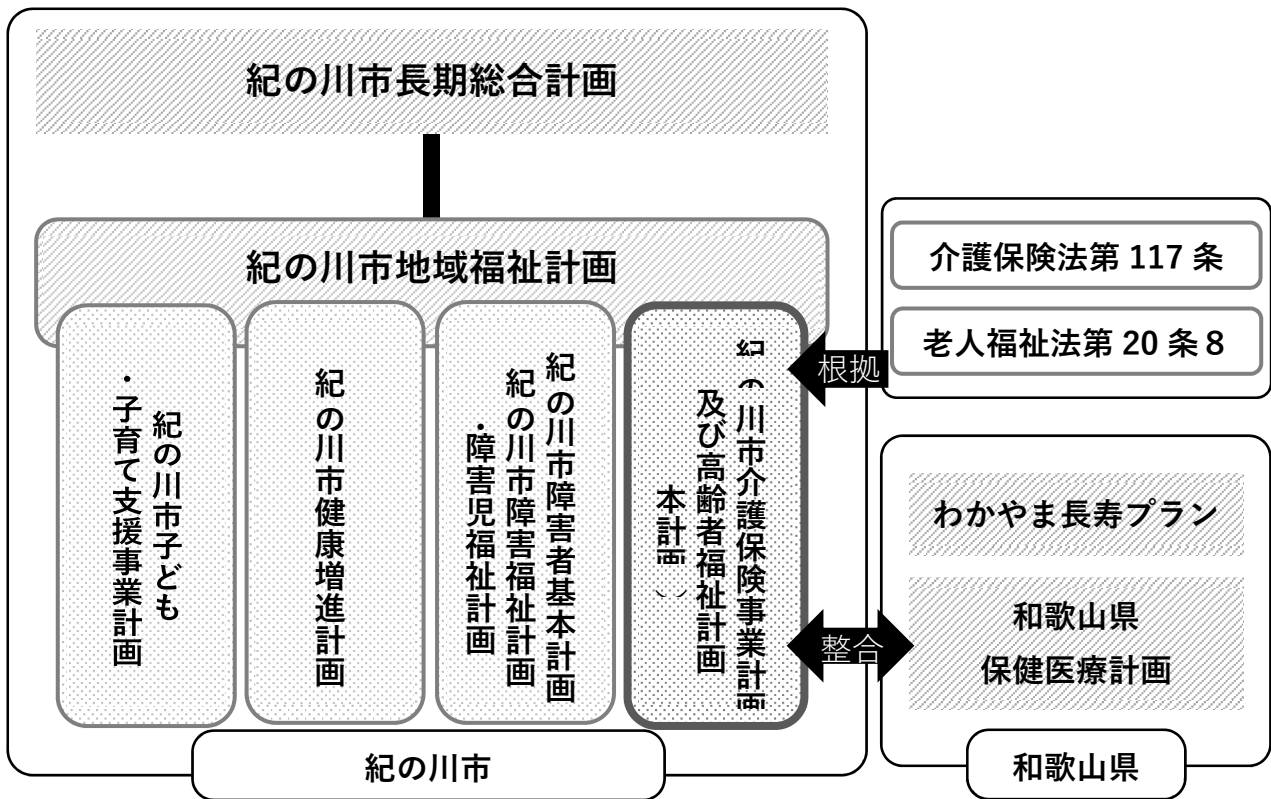 紀の川市長期総合計画
紀の川市地域福祉計画
紀の川市子ども
・子育て支援事業計画
紀の川市健康増進計画
紀の川市障害者基本計画
紀の川市障害福祉計画
・障害児福祉計画
紀の川市介護保険事業計画
及び高齢者福祉計画
本計画）
紀の川市
介護保険法第 117 条
老人福祉法第 20 条８
根拠
わかやま長寿プラン
和歌山県
保健医療計画
整合
和歌山県